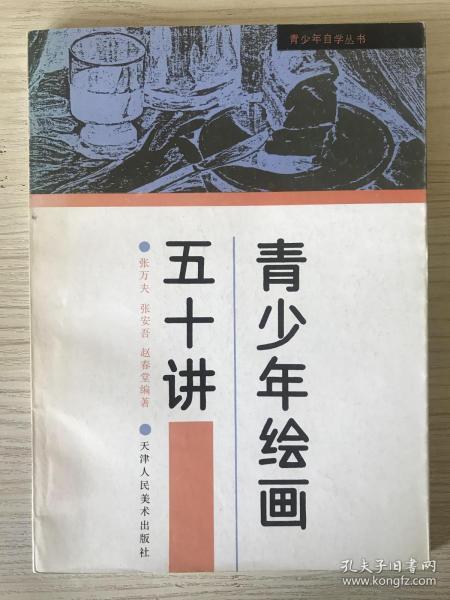 青少年自学丛书
青少年绘画
五十讲
张万夫 张安吾 赵春堂编著
天津人民美术出版社
孔夫子旧书网
www.kongfz.com